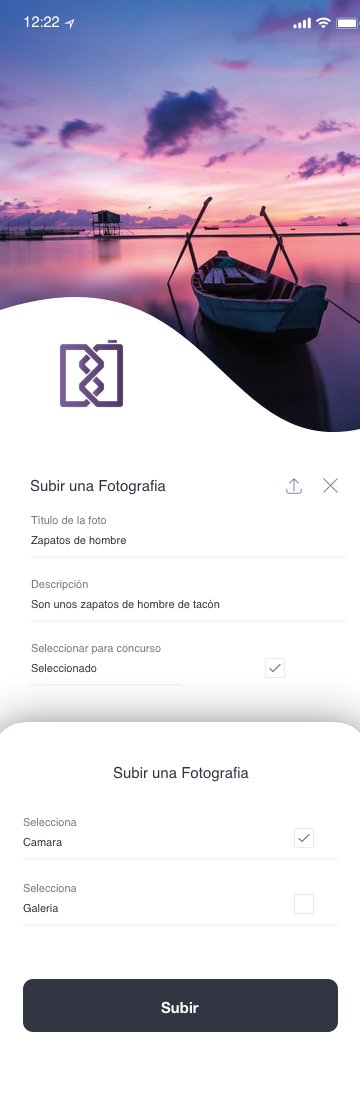 12:22
Subir una Fotografia
Título de la foto
Zapatos de hombre
Descripción
Son unos zapatos de hombre de tacón
Seleccionar para concurso
Seleccionado
Subir una Fotografia
Selecciona
Camara
Selecciona
Galeria
Subir